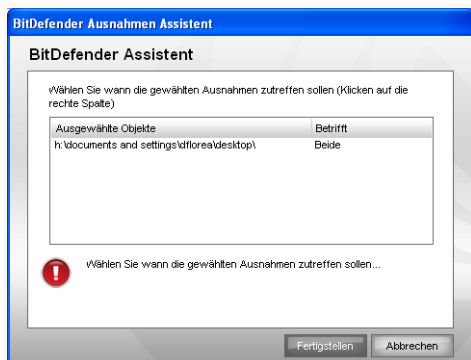 BitDefender Ausnahmen Assistent
BitDefender Assistent
Wählen Sie wann die gewählten Ausnahmen zutreffen sollen (Klicken auf die
rechte Spalte)
Ausgewählte Objekte Betrifft
h:\documents and settings\dflorea\desktop\ Beide
Wählen Sie wann die gewählten Ausnahmen zutreffen sollen...
Fertigstellen Abbrechen